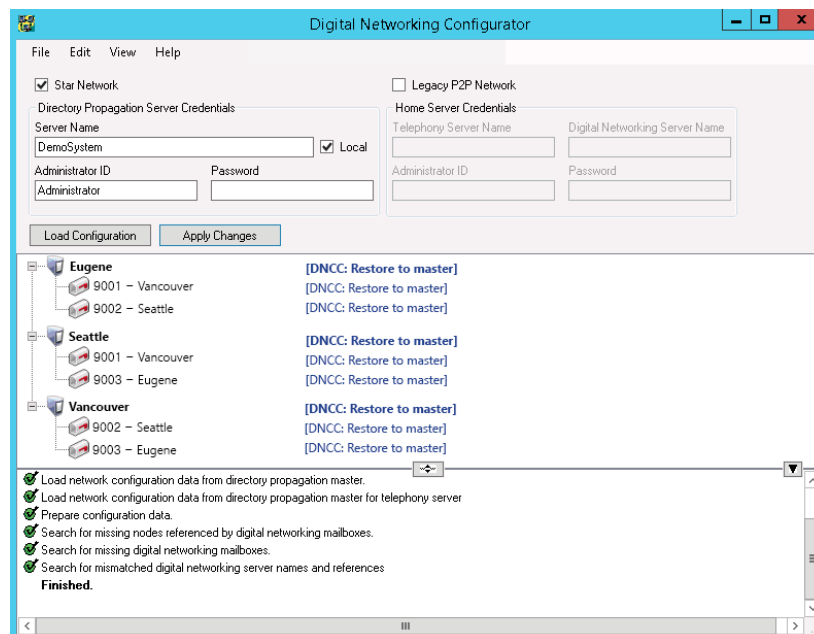 Digital Networking Configurator
File Edit View Help
Star Network
Legacy P2P Network
Directory Propagation Server Credentials
Home Server Credentials
Server Name
Telephony Server Name Digital Networking Server Name
DemoSystem
Local
Administrator ID Password
Administrator ID Password
Administrator
Load Configuration Apply Changes
Eugene [DNCC: Restore to master]
9001 - Vancouver [DNCC: Restore to master]
9002 - Seattle [DNCC: Restore to master]
Seattle [DNCC: Restore to master]
9001 - Vancouver [DNCC: Restore to master]
9003 - Eugene [DNCC: Restore to master]
Vancouver [DNCC: Restore to master]
9002 - Seattle [DNCC: Restore to master]
9003 - Eugene [DNCC: Restore to master]
Load network configuration data from directory propagation master.
Load network configuration data from directory propagation master for telephony server
Prepare configuration data.
Search for missing nodes referenced by digital networking mailboxes.
Search for missing digital networking mailboxes.
Search for mismatched digital networking server names and references
Finished.